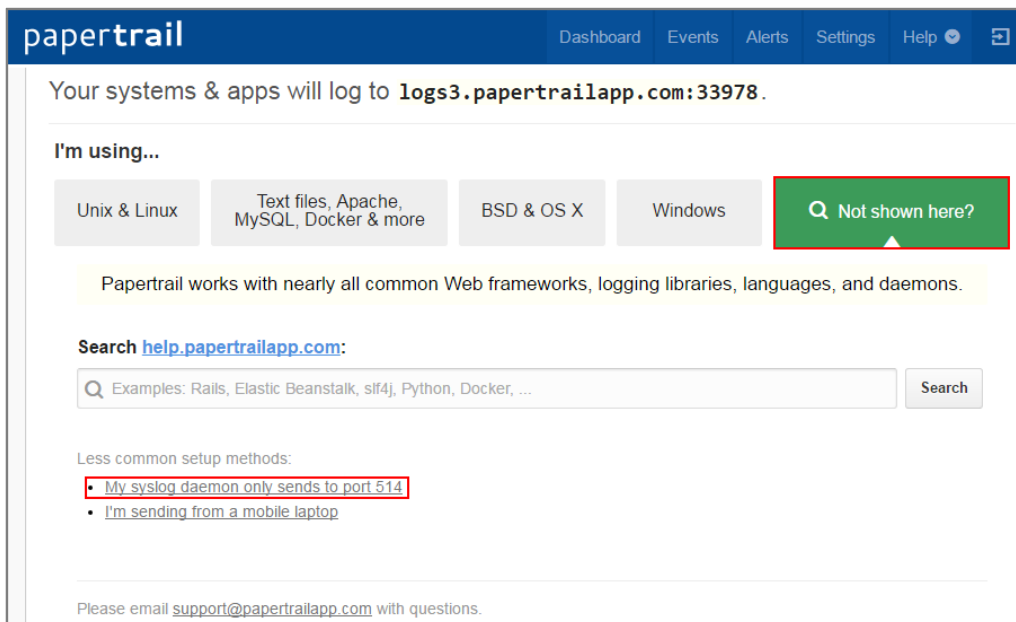 papertrail
Dashboard Events Alerts Settings Help
Your systems & apps will log to logs3.papertrailapp.com:33978.
I'm using...
Unix & Linux
Text files, Apache,
MySQL, Docker & more
BSD & OS X
Windows
Not shown here?
Papertrail works with nearly all common Web frameworks, logging libraries, languages, and daemons.
Search help.papertrailapp.com:
Examples: Rails, Elastic Beanstalk, slf4j, Python, Docker, ...
Search
Less common setup methods:
• My syslog daemon only sends to port 514
• I'm sending from a mobile laptop
Please email support@papertrailapp.com with questions.